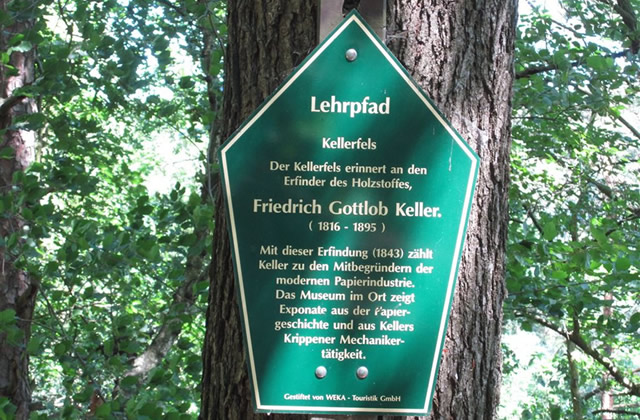 Lehrpfad
Kellerfels
Der Kellerfels erinnert an den
Erfinder des Holzstoffes,
Friedrich Gottlob Keller.
( 1816 - 1895 )
Mit dieser Erfindung (1843) zählt
Keller zu den Mitbegründern der
modernen Papierindustrie.
Das Museum im Ort zeigt
Exponate aus der Papier-
geschichte und aus Kellers
Krippener Mechaniker-
tätigkeit.
Gestiftet von WEKA - Touristik GmbH